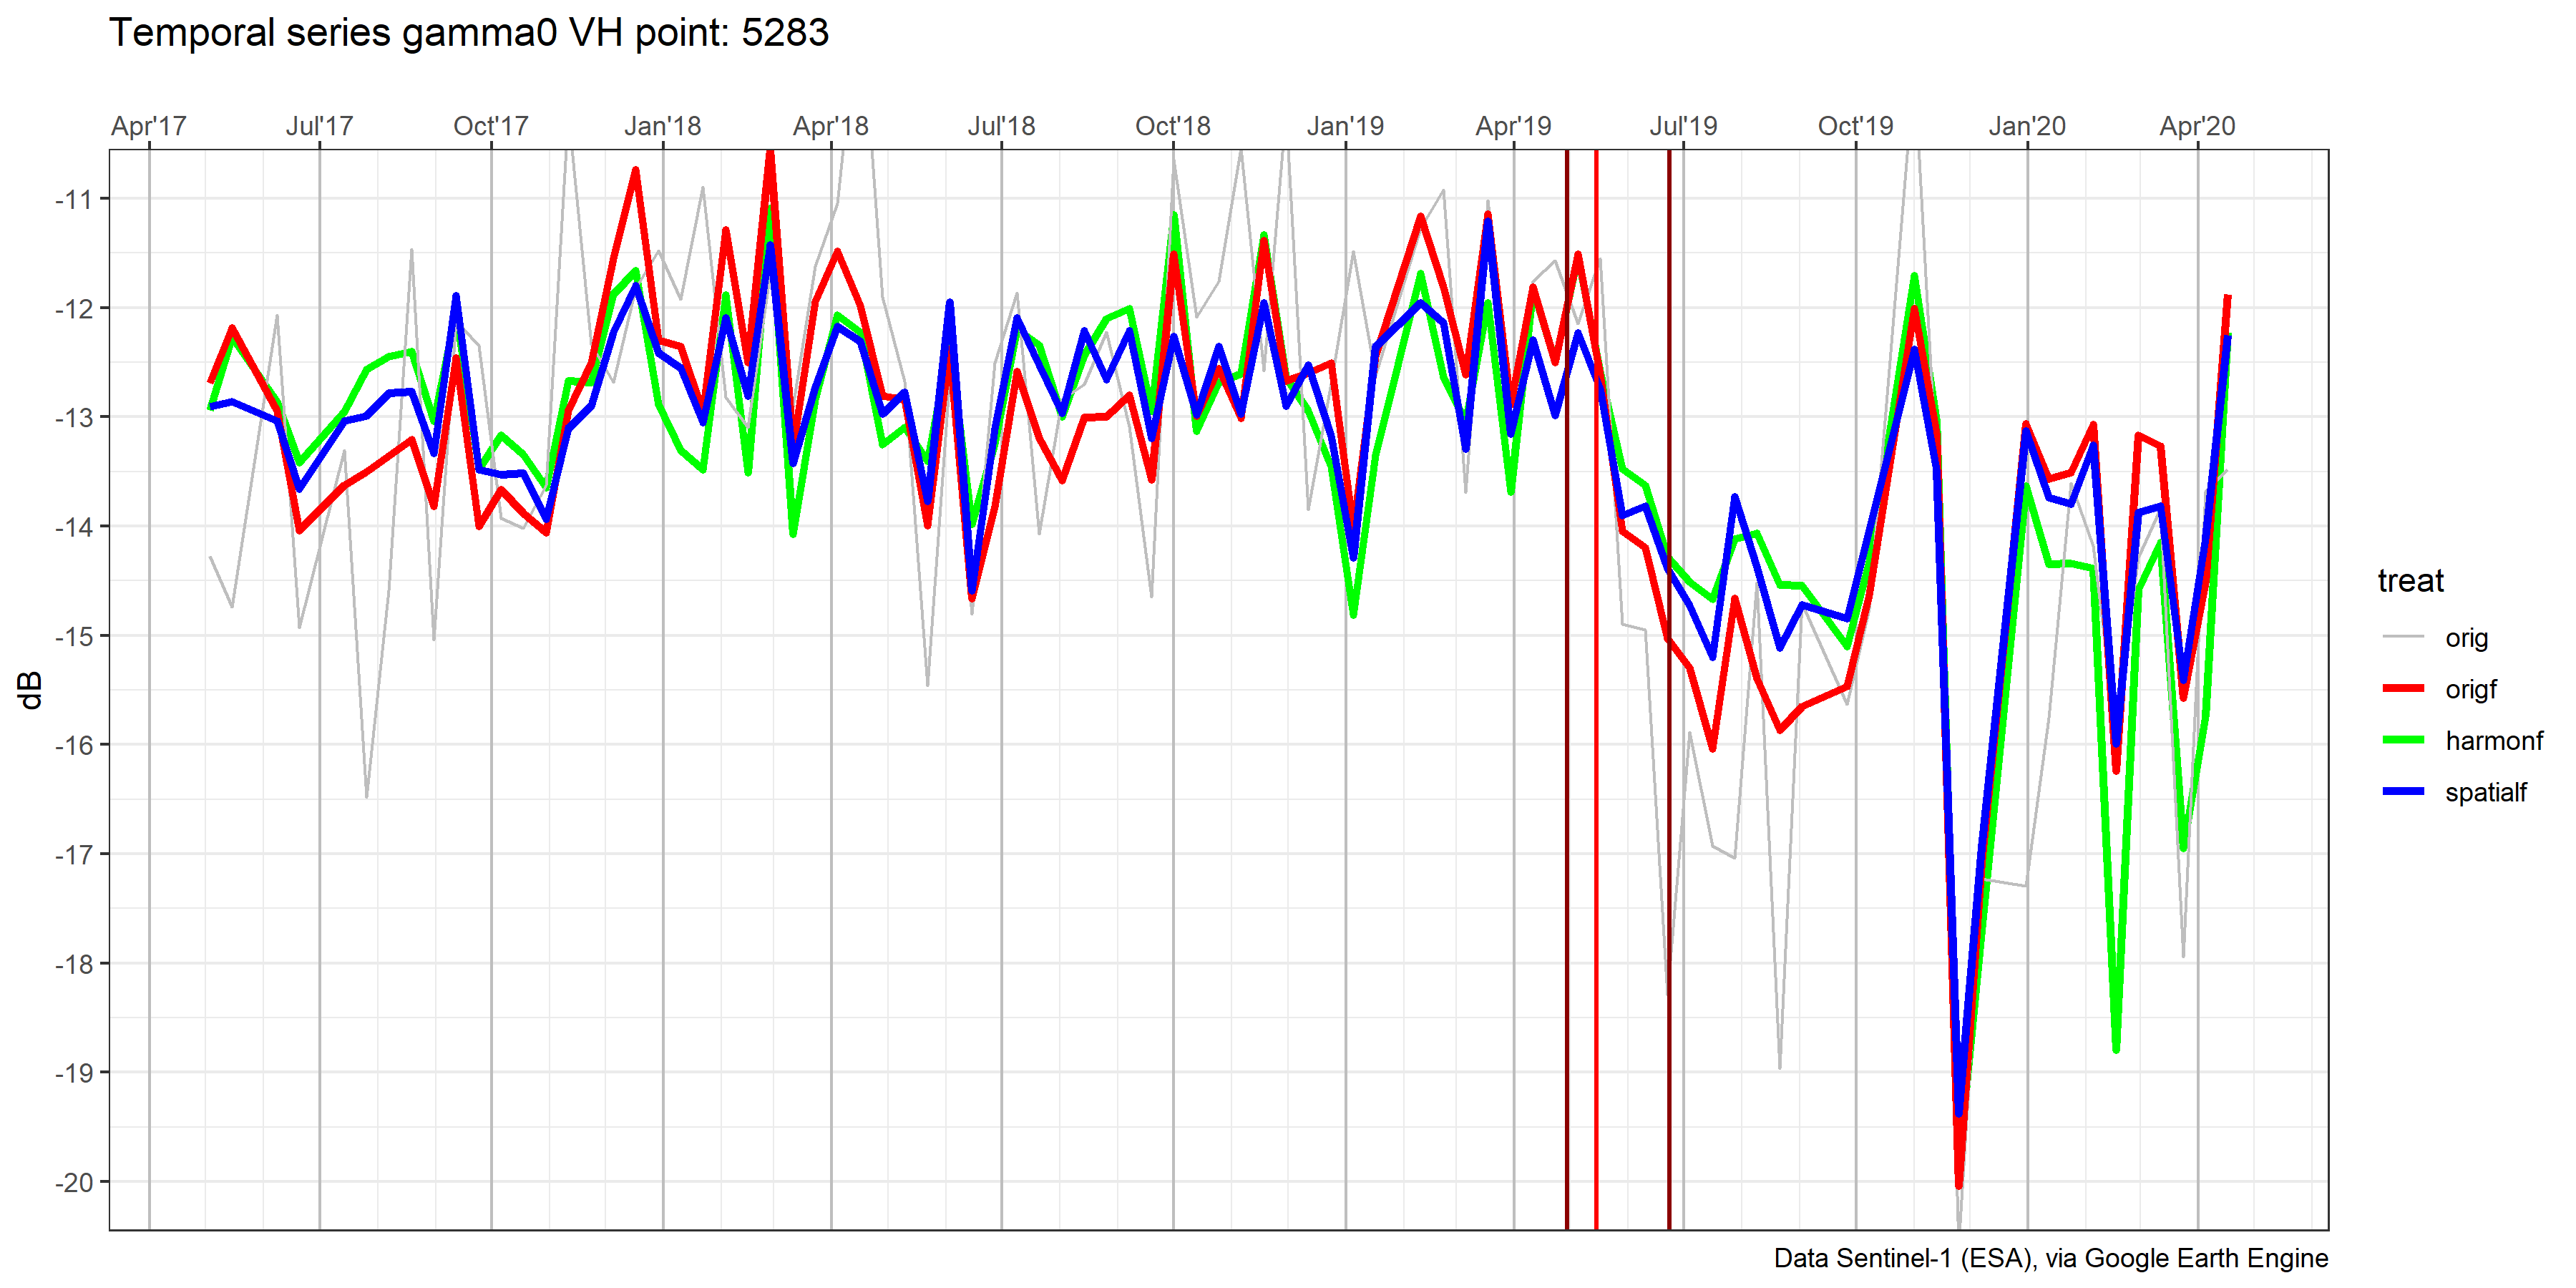 Temporal series gamma0 VH point: 5283
Apr'17 Jul'17 Oct'17 Jan'18 Apr'18 Jul'18 Oct'18 Jan'19 Apr'19 Jul'19 Oct'19 Jan'20 Apr'20
-11
-12
-13
-14
-15
-16
-17
-18
-19
-20
dB
treat
orig
origf
harmonf
spatialf
Data Sentinel-1 (ESA), via Google Earth Engine